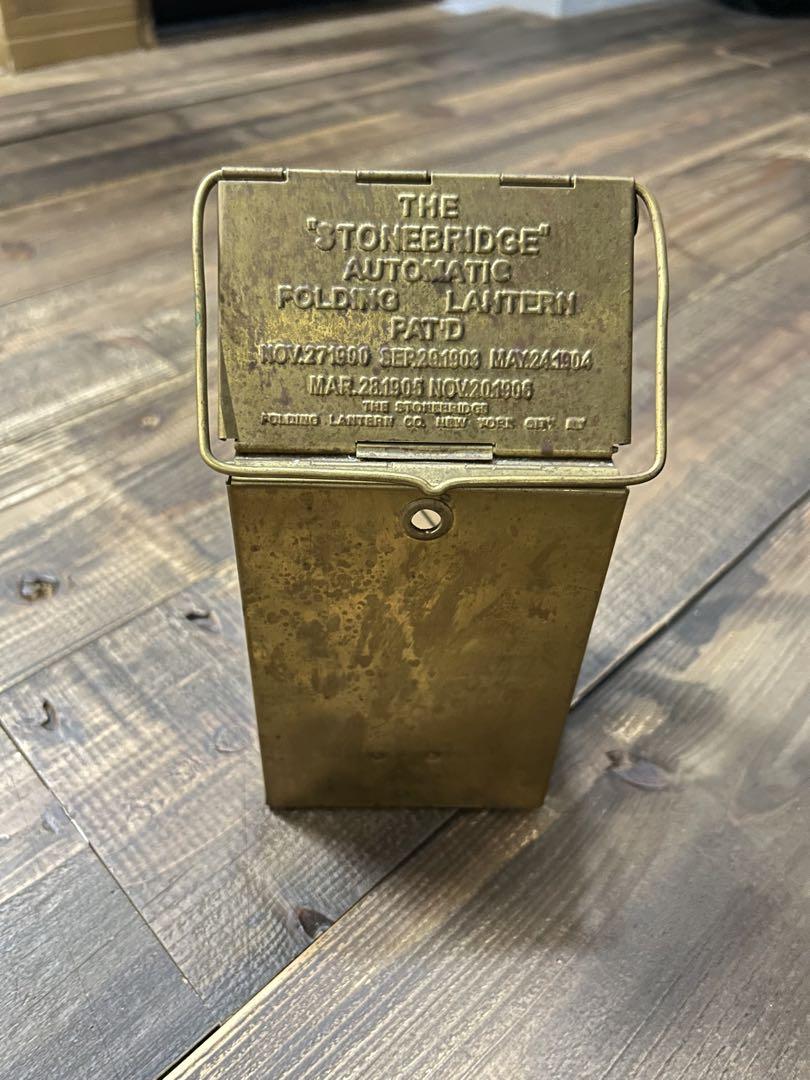 THE
"STONEBRIDGE"
AUTOMATIC
FOLDING LANTERN
PAT'D
NOV.27.1900 SEP.29.1903 MAY.24.1904
MAR.28.1905 NOV.20.1906
THE STONEBRIDGE
FOLDING LANTERN CO. NEW YORK CITY NY